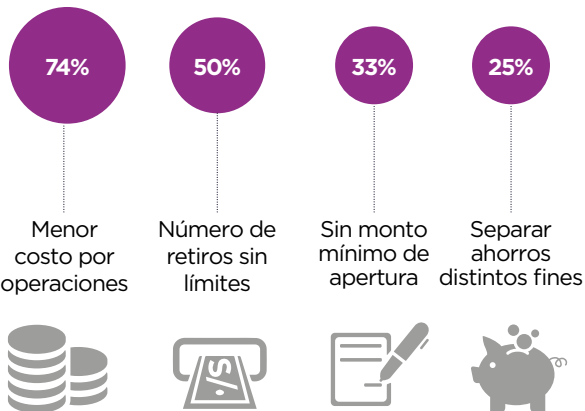 74%
50%
33%
25%
Menor
costo por
operaciones
Número de
retiros sin
límites
Sin monto
mínimo de
apertura
Separar
ahorros
distintos fines
S/